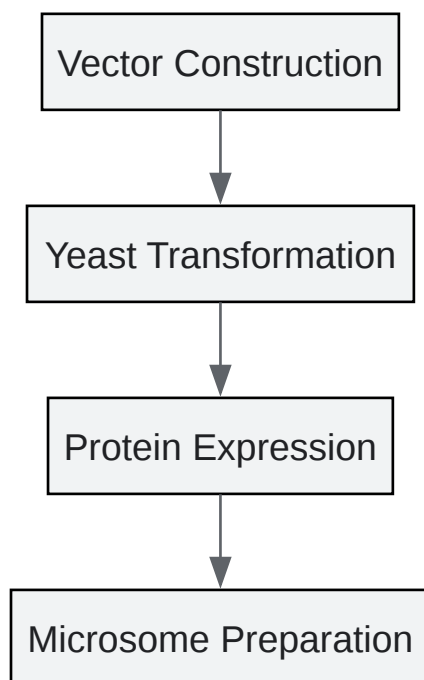 Vector Construction
Yeast Transformation
Protein Expression
Microsome Preparation